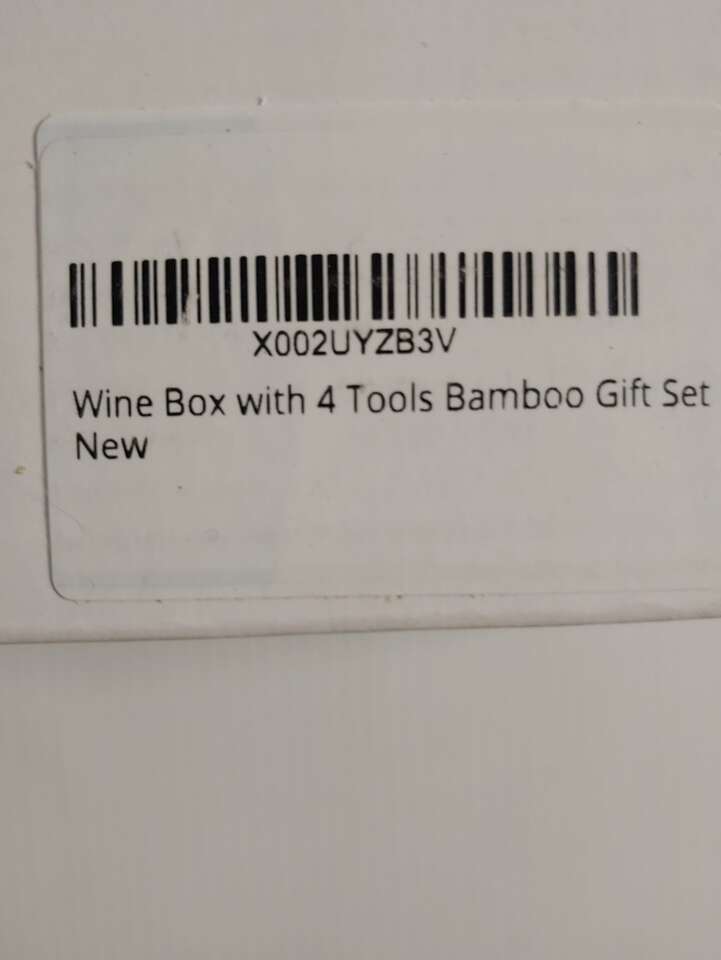 X002UYZB3V
Wine Box with 4 Tools Bamboo Gift Set
New